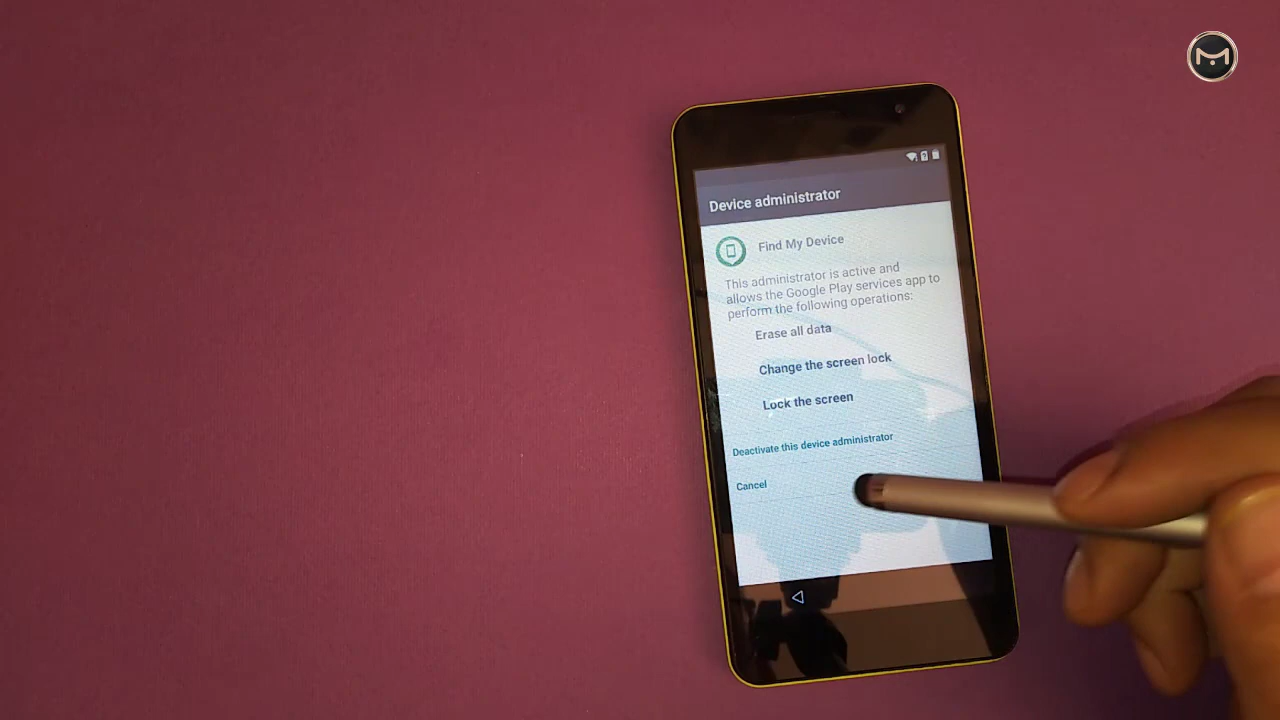 Device administrator
Find My Device
This administrator is active and
allows the Google Play services app to
perform the following operations:
Erase all data
Change the screen lock
Lock the screen
Deactivate this device administrator
Cancel